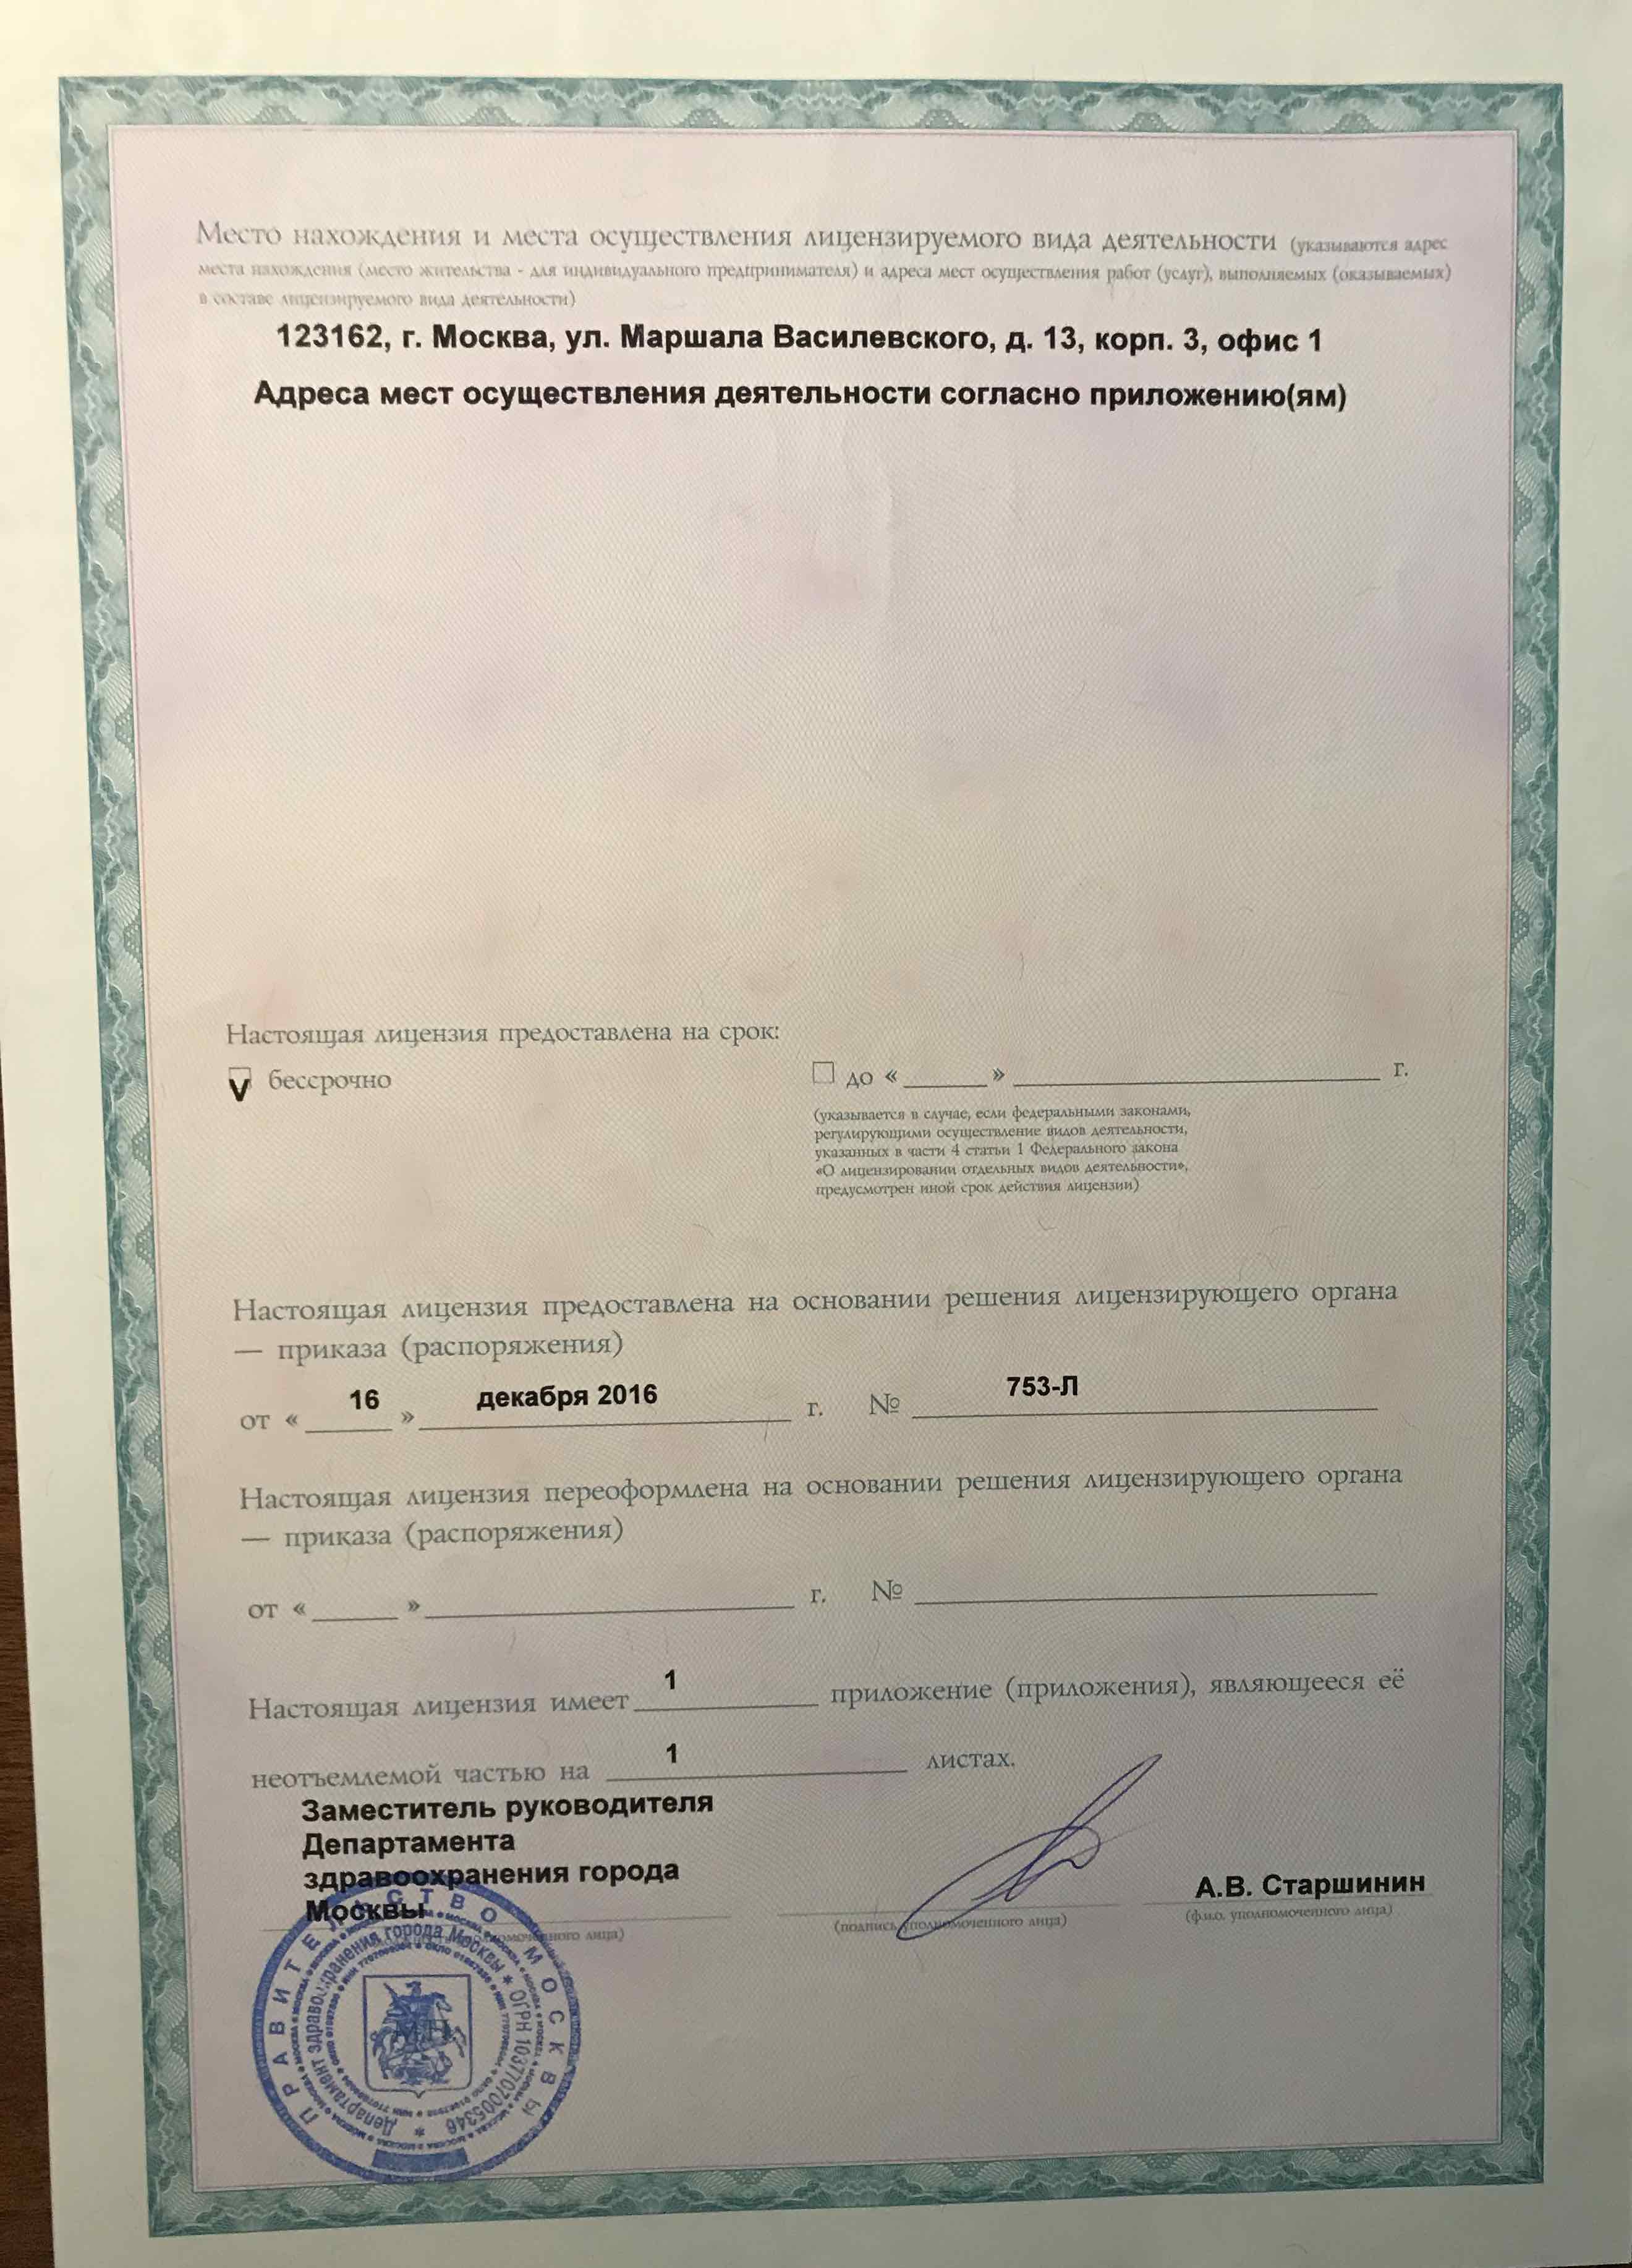 Место нахождения и места осуществления лицензируемого вида деятельности (указываются адрес
места нахождения (место жительства - для индивидуального предпринимателя) и адреса мест осуществления работ (услуг), выполняемых (оказываемых)
в составе лицензируемого вида деятельности)
123162, г. Москва, ул. Маршала Василевского, д. 13, корп. 3, офис 1
Адреса мест осуществления деятельности согласно приложению(ям)
Настоящая лицензия предоставлена на срок:
V бессрочно
до «______» ______ г.
(указывается в случае, если федеральными законами,
регулирующими осуществление видов деятельности,
указанных в части 4 статьи 1 Федерального закона
«О лицензировании отдельных видов деятельности»,
предусмотрен иной срок действия лицензии)
Настоящая лицензия предоставлена на основании решения лицензирующего органа
— приказа (распоряжения)
от « 16 » декабря 2016 г. № 753-Л
Настоящая лицензия переоформлена на основании решения лицензирующего органа
— приказа (распоряжения)
от «______» ______ г. № ______
Настоящая лицензия имеет 1 приложение (приложения), являющееся её
неотъемлемой частью на 1 листах.
Заместитель руководителя
Департамента
здравоохранения города
Москвы
А.В. Старшинин
(подпись уполномоченного лица)
(ф.и.о. уполномоченного лица)
ПРАВИТЕЛЬСТВО МОСКВЫ
Департамент здравоохранения города Москвы * ОГРН 1037707005346 *